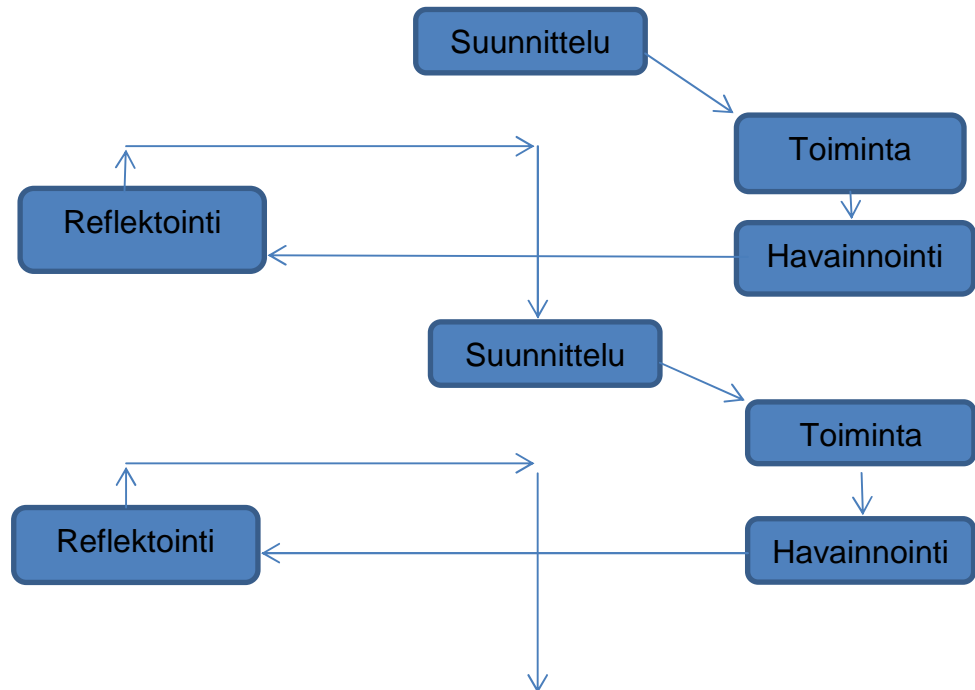 Suunnittelu
Toiminta
Reflektointi
Havainnointi
Suunnittelu
Toiminta
Reflektointi
Havainnointi